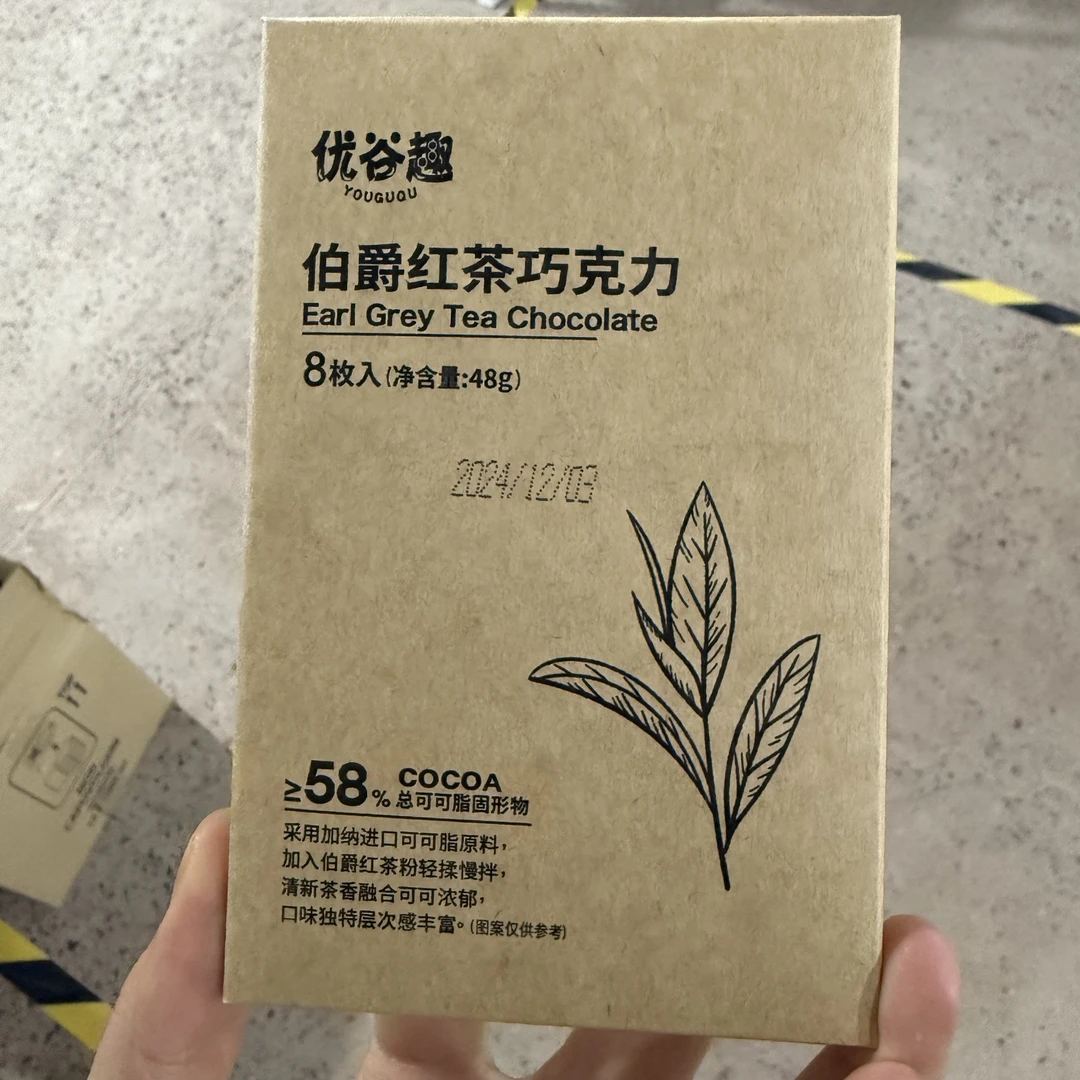 优谷趣
YOUGUQU
伯爵红茶巧克力
Earl Grey Tea Chocolate
8枚入(净含量:48g)
2024/12/03
≥58% COCOA
总可可脂固形物
采用加纳进口可可脂原料，
加入伯爵红茶粉轻揉慢拌，
清新茶香融合可可浓郁，
口味独特层次感丰富。(图案仅供参考)